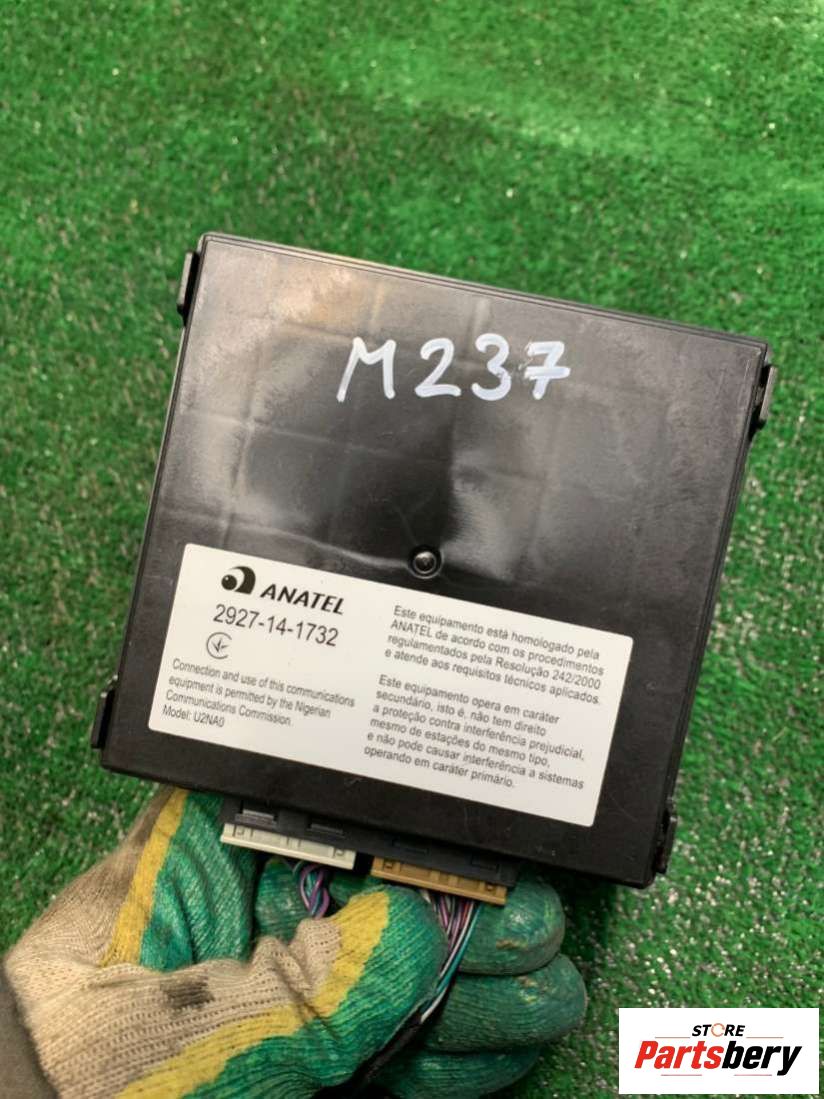 M237
ANATEL
2927-14-1732
Connection and use of this communications
equipment is permitted by the Nigerian
Communications Commission.
Model: U2NA0
Este equipamento está homologado pela
ANATEL de acordo com os procedimentos
regulamentados pela Resolução 242/2000
e atende aos requisitos técnicos aplicados.
Este equipamento opera em caráter
secundário, isto é, não tem direito
a proteção contra interferência prejudicial,
mesmo de estações do mesmo tipo,
e não pode causar interferência a sistemas
operando em caráter primário.
STORE
Partsbery